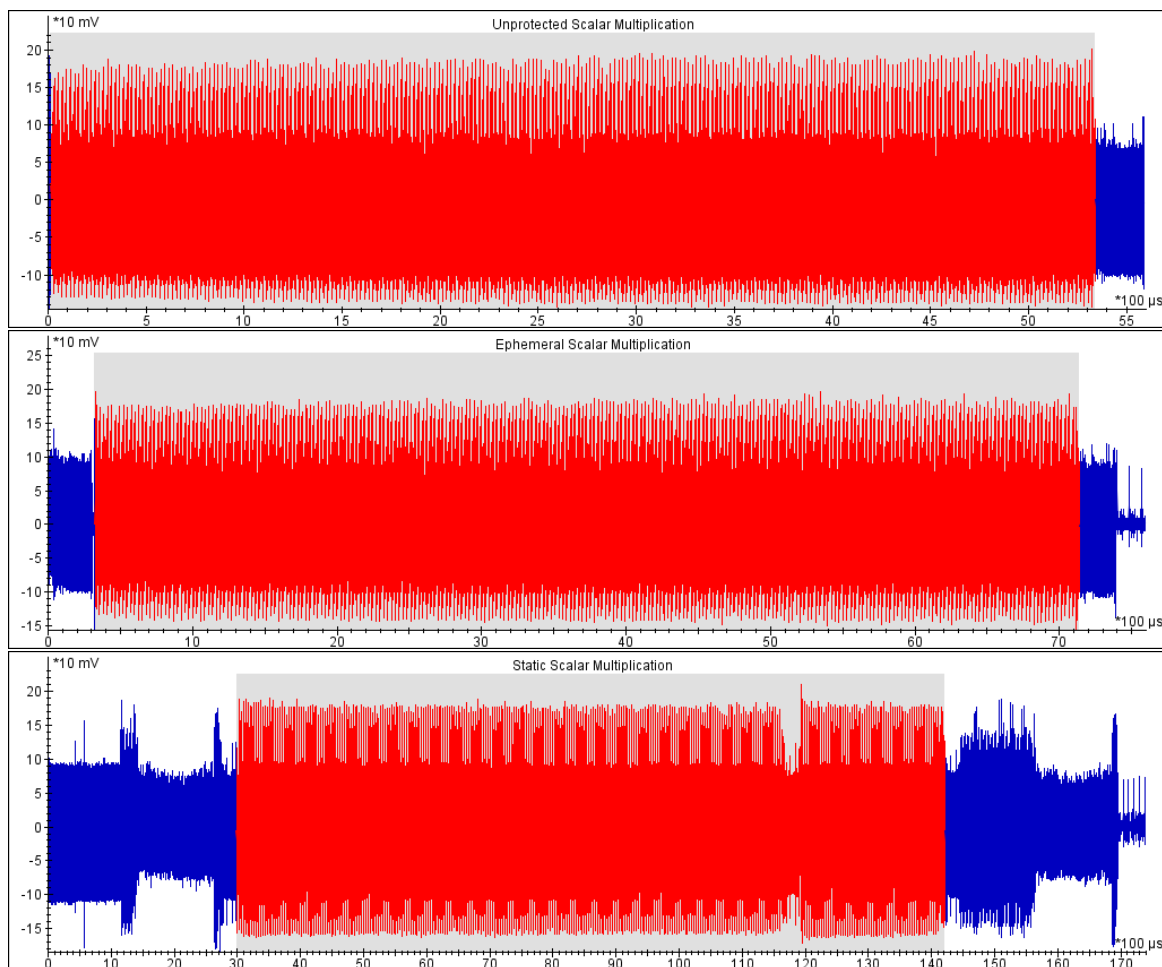 Unprotected Scalar Multiplication
*10 mV
20
15
10
5
0
-5
-10
*100 µs
0 5 10 15 20 25 30 35 40 45 50 55
Ephemeral Scalar Multiplication
*10 mV
25
20
15
10
5
0
-5
-10
-15
*100 µs
0 10 20 30 40 50 60 70
Static Scalar Multiplication
*10 mV
20
15
10
5
0
-5
-10
-15
*100 µs
0 10 20 30 40 50 60 70 80 90 100 110 120 130 140 150 160 170